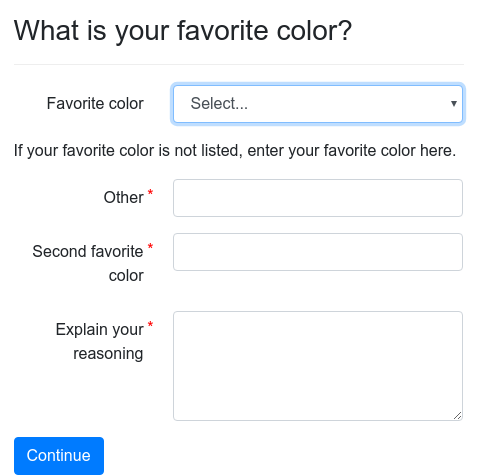 What is your favorite color?
Favorite color
Select...
If your favorite color is not listed, enter your favorite color here.
Other *
Second favorite *
color
Explain your *
reasoning
Continue